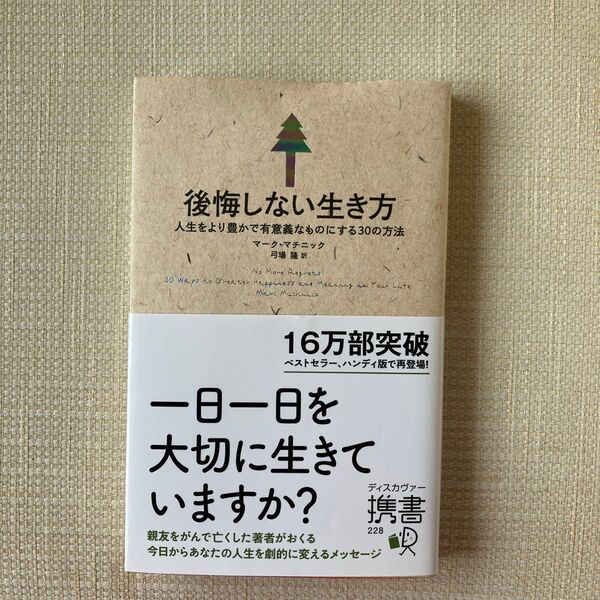 後悔しない生き方
人生をより豊かで有意義なものにする30の方法
マーク・マチニック
弓場 隆 訳
No More Regrets!
30 Ways to Greater Happiness and Meaning in Your Life
Marc Muchnick
16万部突破
ベストセラー、ハンディ版で再登場!
一日一日を
大切に生きて
いますか?
ディスカヴァー
携書
228
親友をがんで亡くした著者がおくる
今日からあなたの人生を劇的に変えるメッセージ